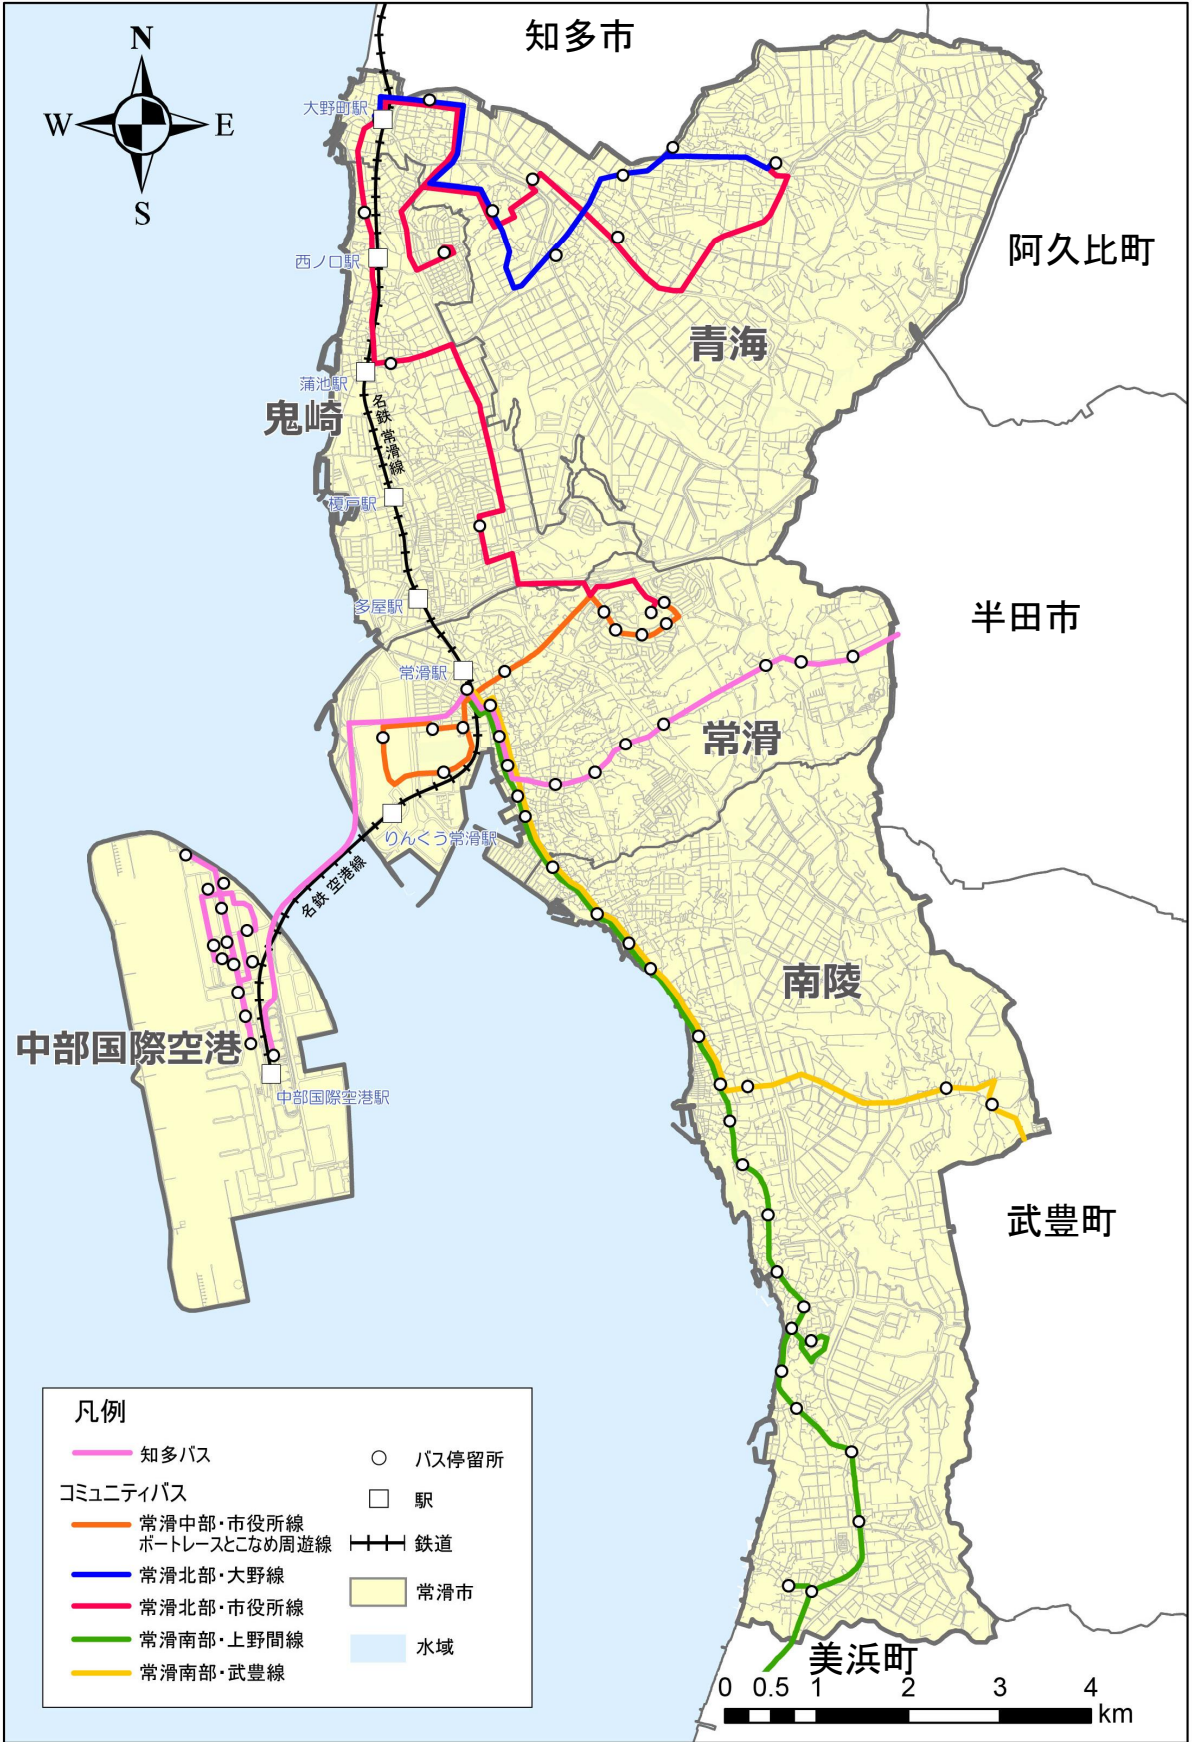 知多市
N
W
E
S
大野町駅
阿久比町
西ノ口駅
青海
蒲池駅
鬼崎
名鉄 常滑線
榎戸駅
多屋駅
半田市
常滑駅
常滑
りんくう常滑駅
名鉄 空港線
南陵
中部国際空港
中部国際空港駅
武豊町
凡例
知多バス
バス停留所
コミュニティバス
駅
常滑中部・市役所線
ボートレースとこなめ周遊線
鉄道
常滑北部・大野線
常滑市
常滑北部・市役所線
常滑南部・上野間線
水域
常滑南部・武豊線
美浜町
0 0.5 1 2 3 4
km